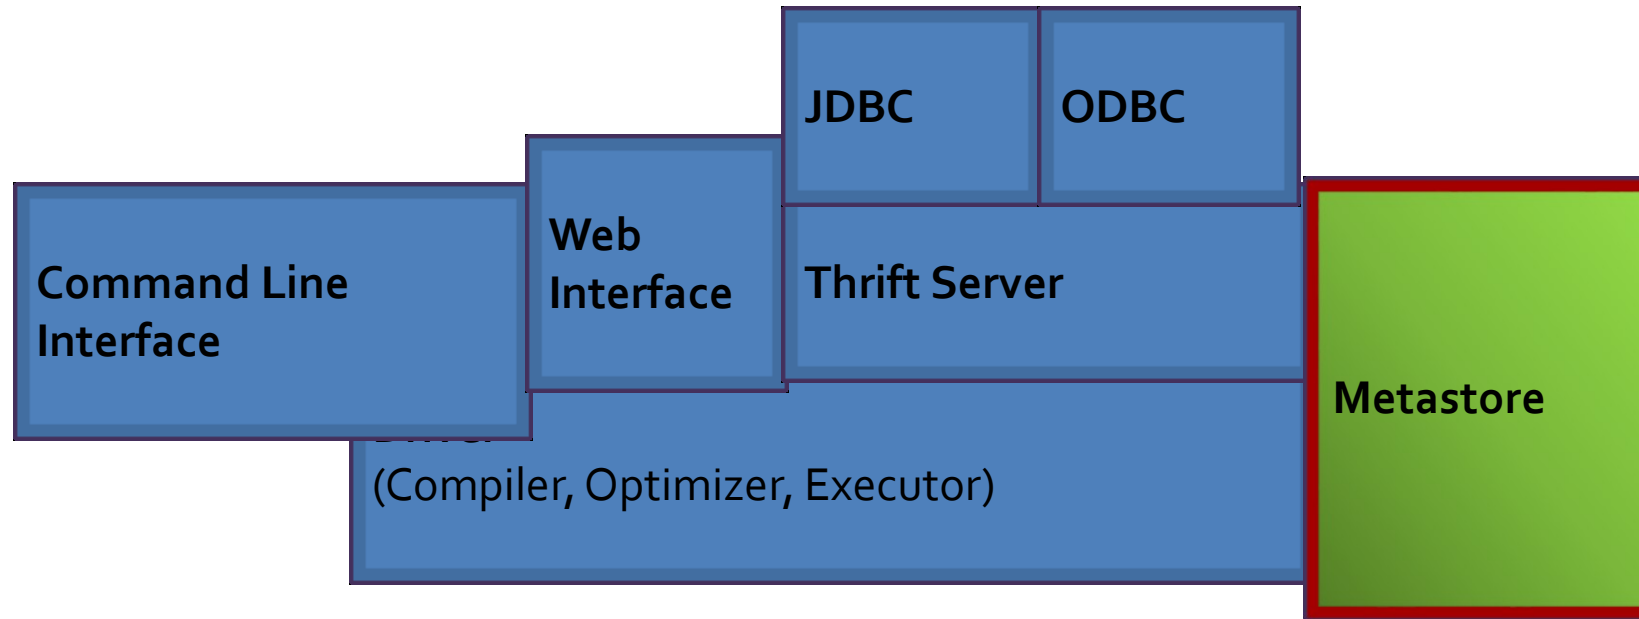 JDBC
ODBC
Web
Interface
Command Line
Interface
Thrift Server
Metastore
(Compiler, Optimizer, Executor)